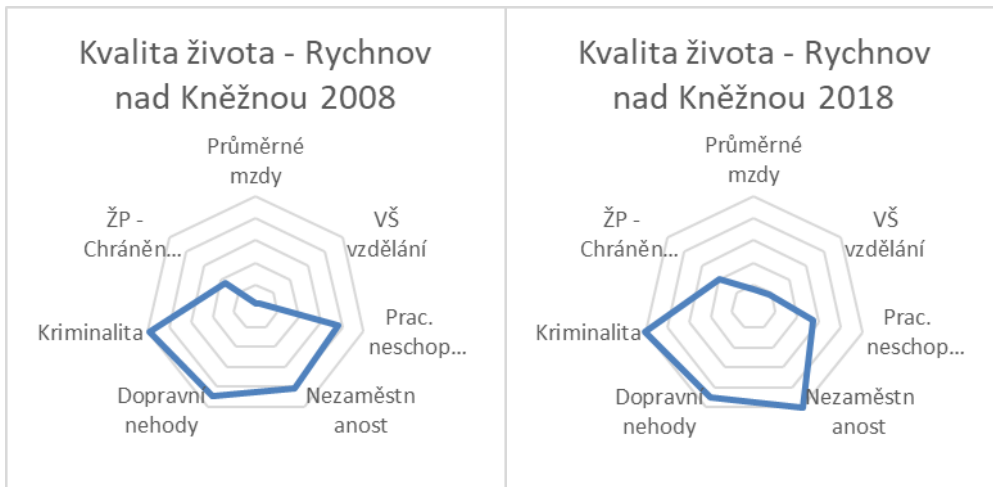 Kvalita života - Rychnov
nad Kněžnou 2008
Průměrné
mzdy
VŠ
vzdělání
Prac.
neschop...
Nezaměstn
anost
Dopravní
nehody
Kriminalita
ŽP -
Chráněn...
Kvalita života - Rychnov
nad Kněžnou 2018
Průměrné
mzdy
VŠ
vzdělání
Prac.
neschop...
Nezaměstn
anost
Dopravní
nehody
Kriminalita
ŽP -
Chráněn...